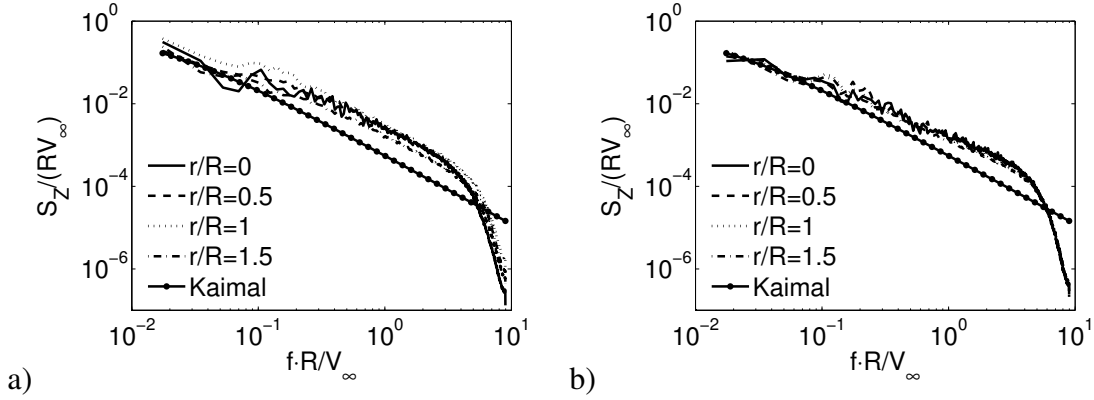 10^0
10^-2
10^-4
10^-6
S_Z/(RV_∞)
r/R=0
r/R=0.5
r/R=1
r/R=1.5
Kaimal
10^-2
10^-1
10^0
10^1
f·R/V_∞
a)
10^0
10^-2
10^-4
10^-6
S_Z/(RV_∞)
r/R=0
r/R=0.5
r/R=1
r/R=1.5
Kaimal
10^-2
10^-1
10^0
10^1
f·R/V_∞
b)